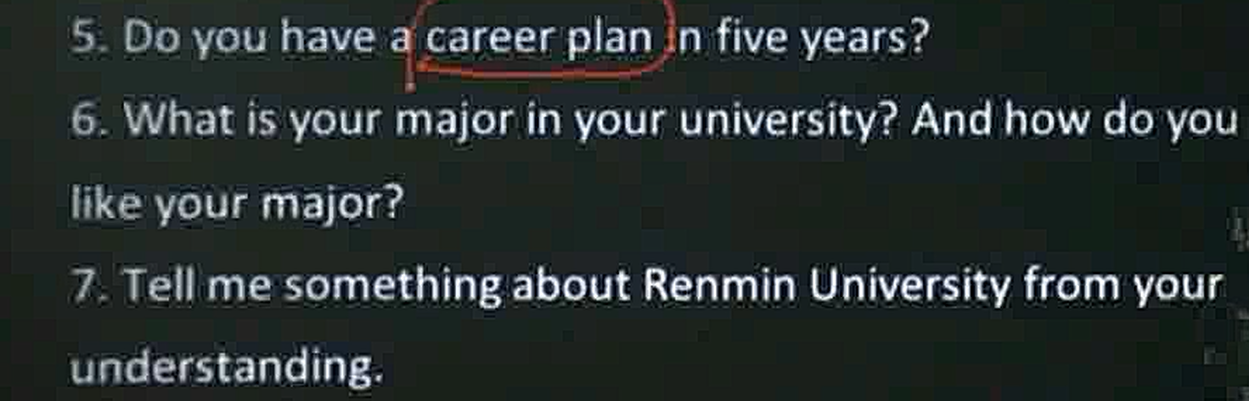 5. Do you have a career plan in five years?
6. What is your major in your university? And how do you
like your major?
7. Tell me something about Renmin University from your
understanding.